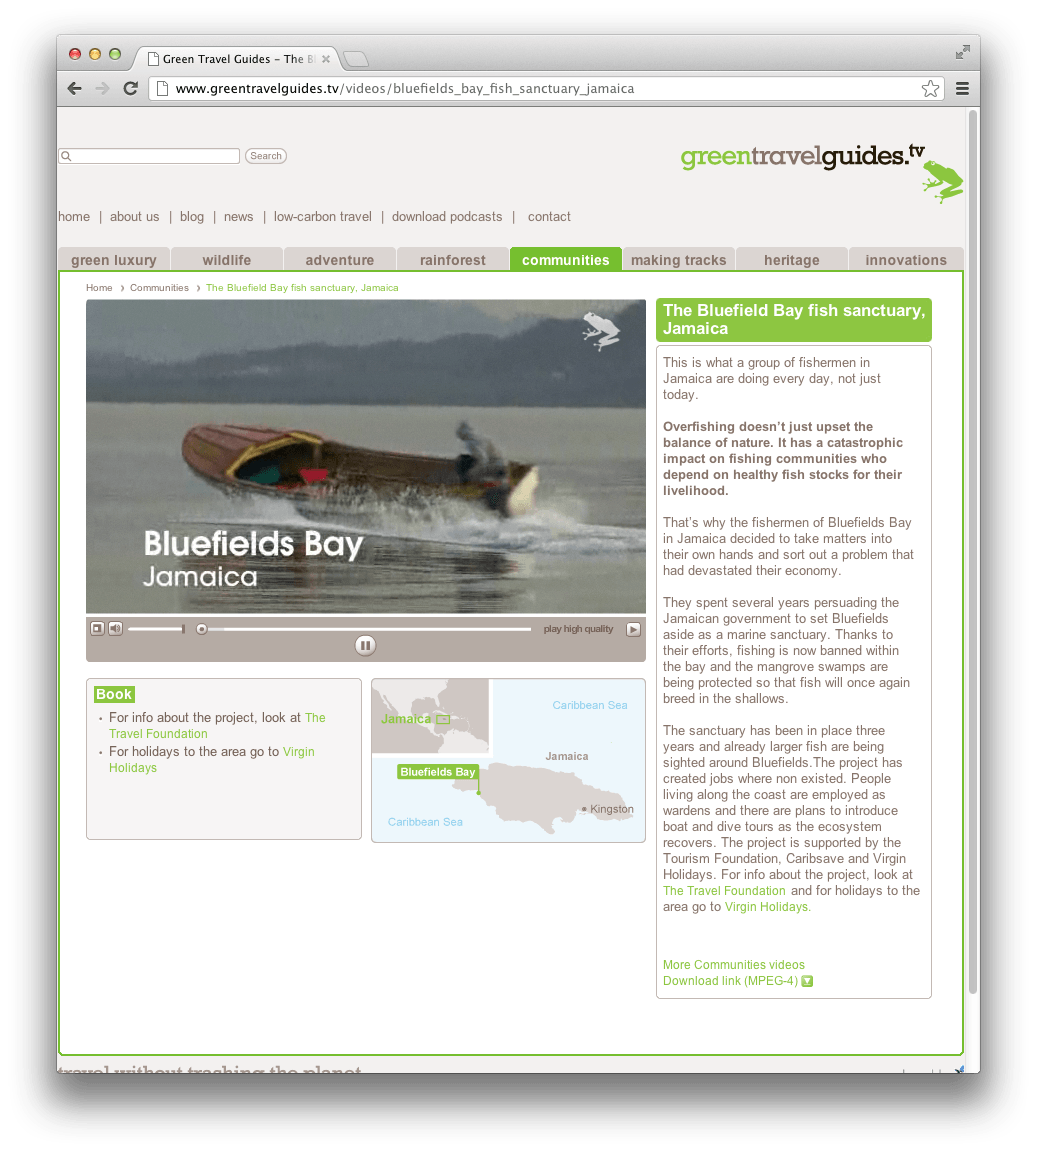 Green Travel Guides – The Bl
www.greentravelguides.tv/videos/bluefields_bay_fish_sanctuary_jamaica
Search
greentravelguides.tv
home | about us | blog | news | low-carbon travel | download podcasts | contact
green luxury wildlife adventure rainforest communities making tracks heritage innovations
Home › Communities › The Bluefield Bay fish sanctuary, Jamaica
Bluefields Bay
Jamaica
play high quality
The Bluefield Bay fish sanctuary,
Jamaica
This is what a group of fishermen in
Jamaica are doing every day, not just
today.
Overfishing doesn't just upset the
balance of nature. It has a catastrophic
impact on fishing communities who
depend on healthy fish stocks for their
livelihood.
That's why the fishermen of Bluefields Bay
in Jamaica decided to take matters into
their own hands and sort out a problem that
had devastated their economy.
They spent several years persuading the
Jamaican government to set Bluefields
aside as a marine sanctuary. Thanks to
their efforts, fishing is now banned within
the bay and the mangrove swamps are
being protected so that fish will once again
breed in the shallows.
The sanctuary has been in place three
years and already larger fish are being
sighted around Bluefields.The project has
created jobs where non existed. People
living along the coast are employed as
wardens and there are plans to introduce
boat and dive tours as the ecosystem
recovers. The project is supported by the
Tourism Foundation, Caribsave and Virgin
Holidays. For info about the project, look at
The Travel Foundation and for holidays to the
area go to Virgin Holidays.
More Communities videos
Download link (MPEG-4)
Book
• For info about the project, look at The
Travel Foundation
• For holidays to the area go to Virgin
Holidays
Jamaica
Caribbean Sea
Jamaica
Bluefields Bay
Kingston
Caribbean Sea
travel without trashing the planet